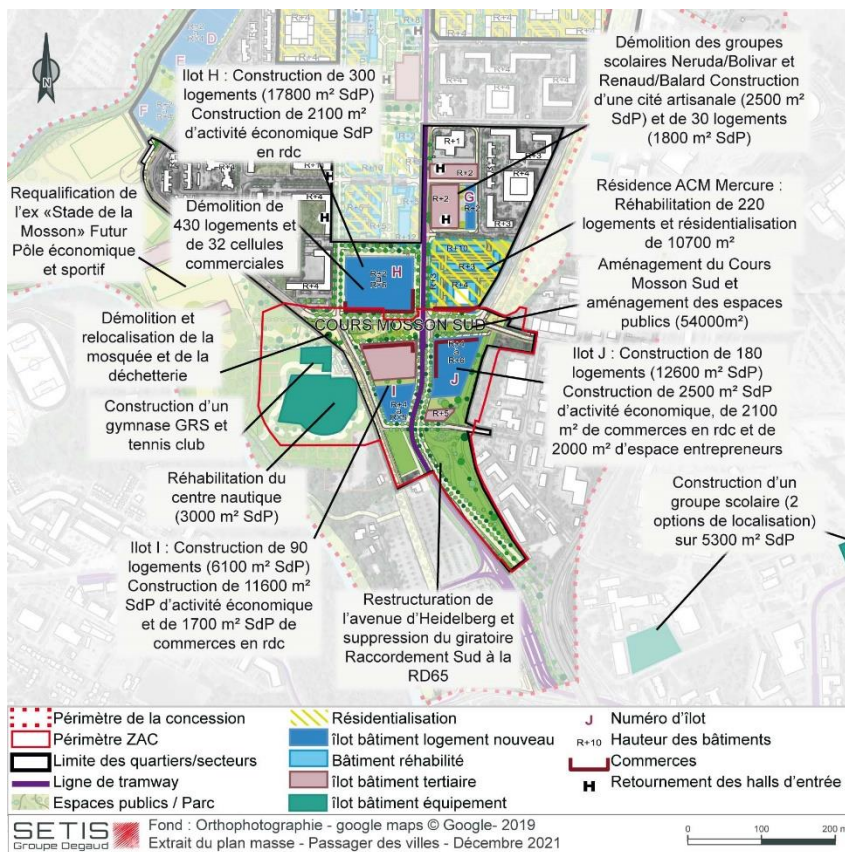 D
E
F
N
Ilot H : Construction de 300
logements (17800 m² SdP)
Construction de 2100 m²
d'activité économique SdP
en rdc
Démolition des groupes
scolaires Neruda/Bolivar et
Renaud/Balard Construction
d'une cité artisanale (2500 m²
SdP) et de 30 logements
(1800 m² SdP)
Requalification de
l'ex «Stade de la
Mosson» Futur
Pôle économique
et sportif
Démolition de
430 logements et
de 32 cellules
commerciales
Résidence ACM Mercure :
Réhabilitation de 220
logements et résidentialisation
de 10700 m²
R+1
R+2
H
R+2
G
H
R+3
R+10
R+4
H
Aménagement du Cours
Mosson Sud et
aménagement des espaces
publics (54000m²)
COURS MOSSON SUD
Démolition et
relocalisation de la
mosquée et de la
déchetterie
Ilot J : Construction de 180
logements (12600 m² SdP)
Construction de 2500 m² SdP
d'activité économique, de 2100
m² de commerces en rdc et de
2000 m² d'espace entrepreneurs
I
J
R+5
Construction d'un
gymnase GRS et
tennis club
Réhabilitation du
centre nautique
(3000 m² SdP)
Construction d'un
groupe scolaire (2
options de localisation)
sur 5300 m² SdP
Ilot I : Construction de 90
logements (6100 m² SdP)
Construction de 11600 m²
SdP d'activité économique
et de 1700 m² SdP de
commerces en rdc
Restructuration de
l'avenue d'Heidelberg et
suppression du giratoire
Raccordement Sud à la
RD65
Périmètre de la concession
Périmètre ZAC
Limite des quartiers/secteurs
Ligne de tramway
Espaces publics / Parc
Résidentialisation
îlot bâtiment logement nouveau
Bâtiment réhabilité
îlot bâtiment tertiaire
îlot bâtiment équipement
J Numéro d'îlot
R+10 Hauteur des bâtiments
Commerces
H Retournement des halls d'entrée
SETIS
Groupe Degaud
Fond : Orthophotographie - google maps © Google- 2019
Extrait du plan masse - Passager des villes - Décembre 2021
0 100 200 m